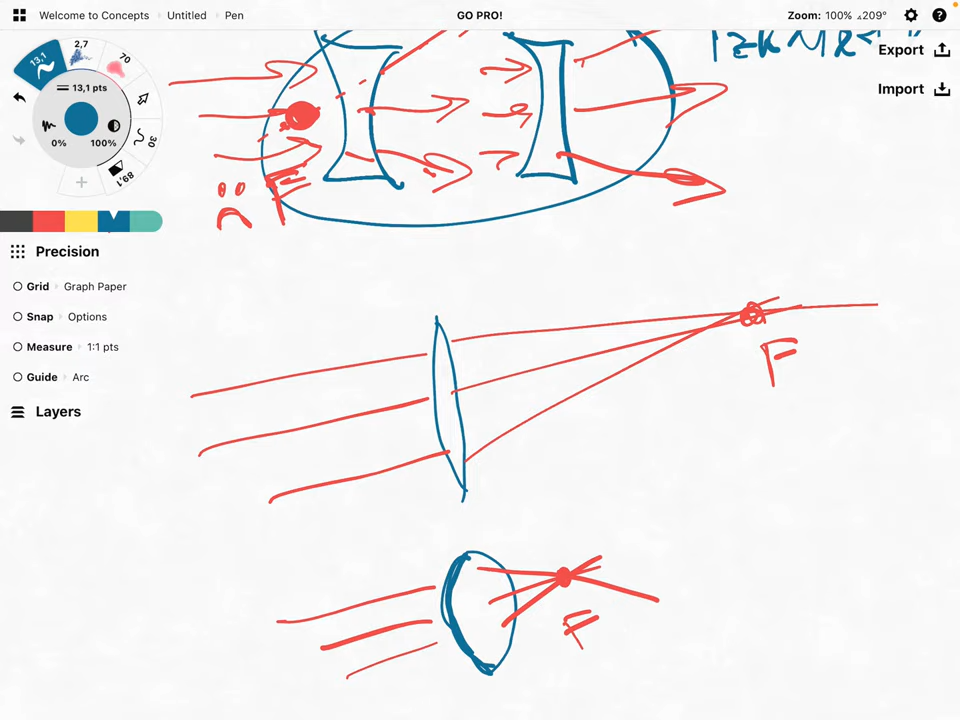 Welcome to Concepts > Untitled > Pen
GO PRO!
Zoom: 100% ⊿209°
Export
Import
13,1
2,7
70
30
89,1
13,1 pts
0% 100%
Precision
Grid > Graph Paper
Snap > Options
Measure > 1:1 pts
Guide > Arc
Layers
F
F
F